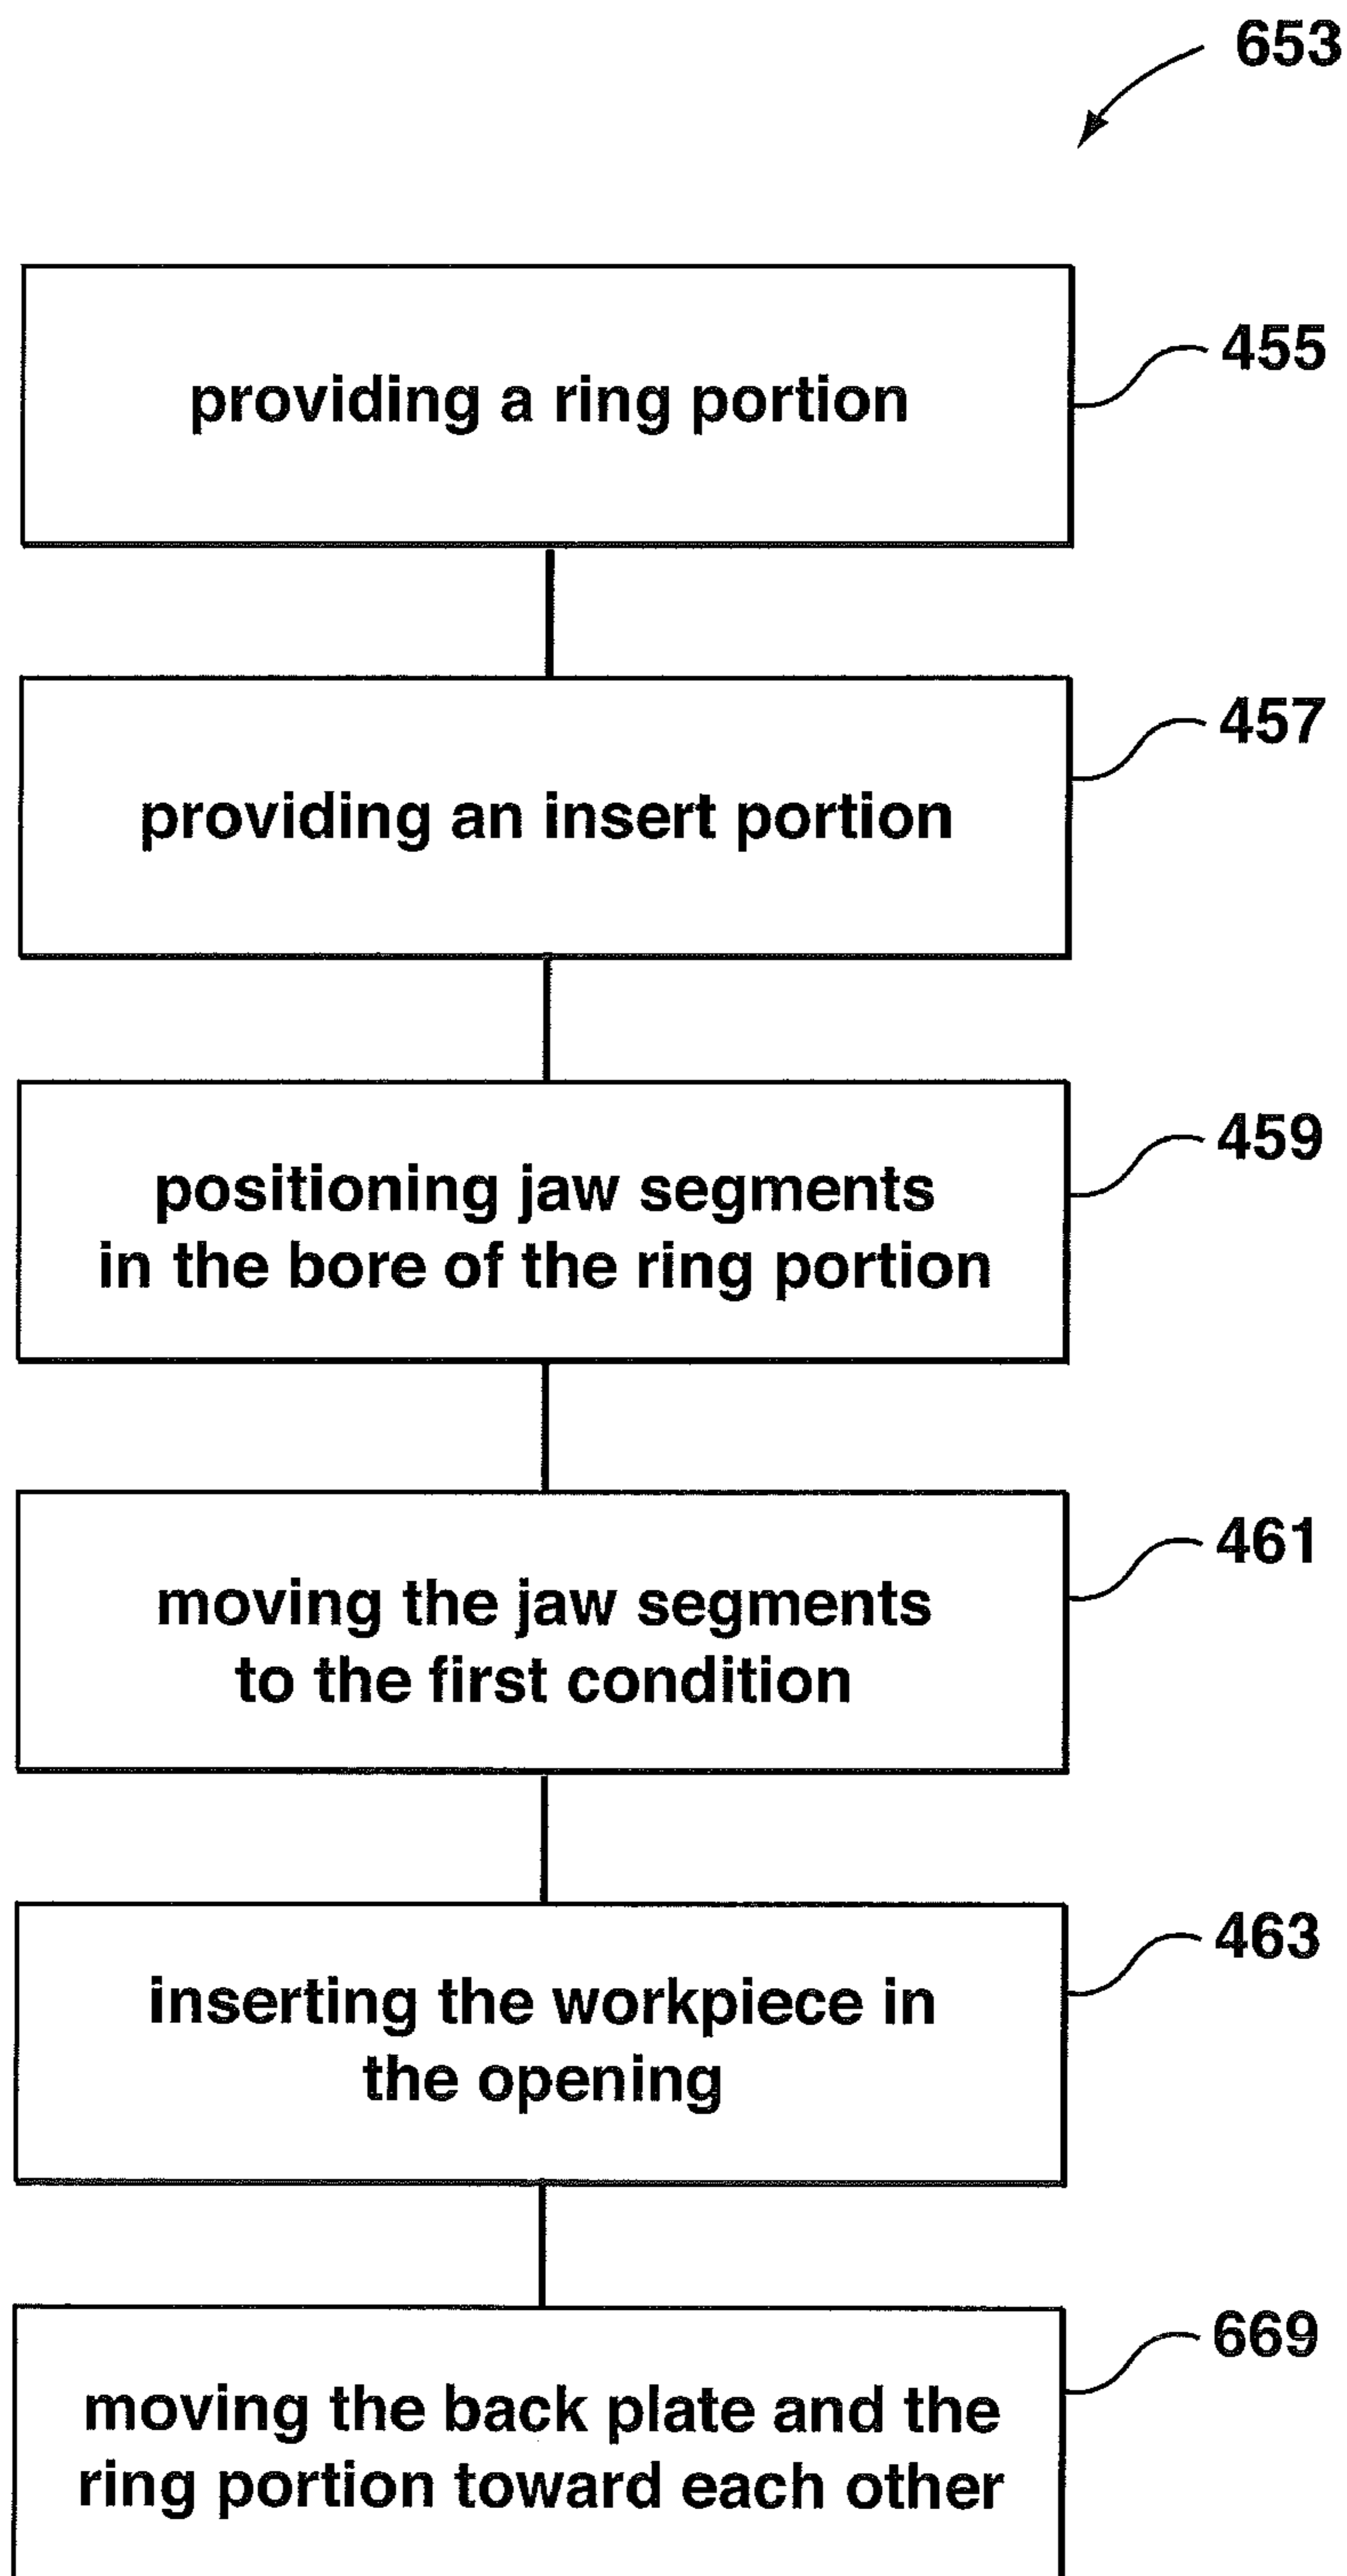 653
providing a ring portion
455
providing an insert portion
457
positioning jaw segments
in the bore of the ring portion
459
moving the jaw segments
to the first condition
461
inserting the workpiece in
the opening
463
moving the back plate and the
ring portion toward each other
669